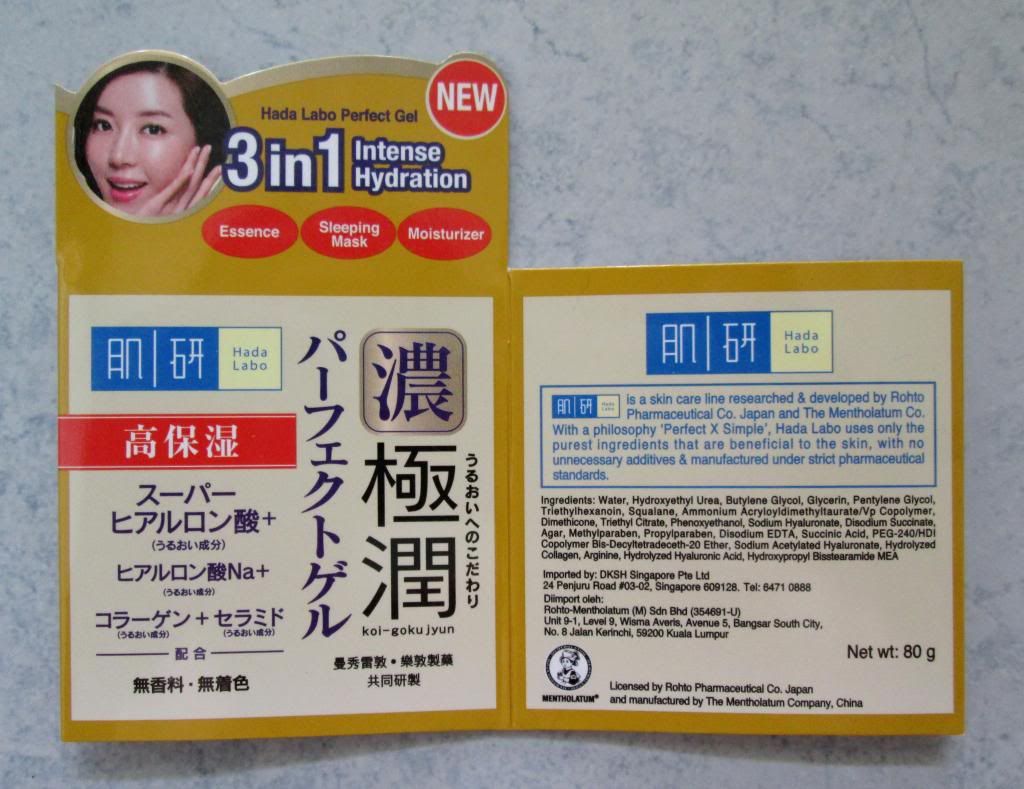 NEW
Hada Labo Perfect Gel
3in1 Intense
Hydration
Essence
Sleeping
Mask
Moisturizer
肌研 Hada
Labo
高保湿
スーパー
ヒアルロン酸+
(うるおい成分)
ヒアルロン酸Na+
(うるおい成分)
コラーゲン+セラミド
(うるおい成分) (うるおい成分)
配合
無香料・無着色
パーフェクトゲル
濃
極潤
うるおいへのこだわり
koi-gokujyun
曼秀雷敦・樂敦製藥
共同研製
肌研 Hada
Labo
肌研 Hada Labo is a skin care line researched & developed by Rohto
Pharmaceutical Co. Japan and The Mentholatum Co.
With a philosophy 'Perfect X Simple', Hada Labo uses only the
purest ingredients that are beneficial to the skin, with no
unnecessary additives & manufactured under strict pharmaceutical
standards.
Ingredients: Water, Hydroxyethyl Urea, Butylene Glycol, Glycerin, Pentylene Glycol,
Triethylhexanoin, Squalane, Ammonium Acryloyldimethyltaurate/Vp Copolymer,
Dimethicone, Triethyl Citrate, Phenoxyethanol, Sodium Hyaluronate, Disodium Succinate,
Agar, Methylparaben, Propylparaben, Disodium EDTA, Succinic Acid, PEG-240/HDI
Copolymer Bis-Decyltetradeceth-20 Ether, Sodium Acetylated Hyaluronate, Hydrolyzed
Collagen, Arginine, Hydrolyzed Hyaluronic Acid, Hydroxypropyl Bisstearamide MEA
Imported by: DKSH Singapore Pte Ltd
24 Penjuru Road #03-02, Singapore 609128. Tel: 6471 0888
Diimport oleh:
Rohto-Mentholatum (M) Sdn Bhd (354691-U)
Unit 9-1, Level 9, Wisma Averis, Avenue 5, Bangsar South City,
No. 8 Jalan Kerinchi, 59200 Kuala Lumpur
Net wt: 80 g
MENTHOLATUM®
Licensed by Rohto Pharmaceutical Co. Japan
and manufactured by The Mentholatum Company, China